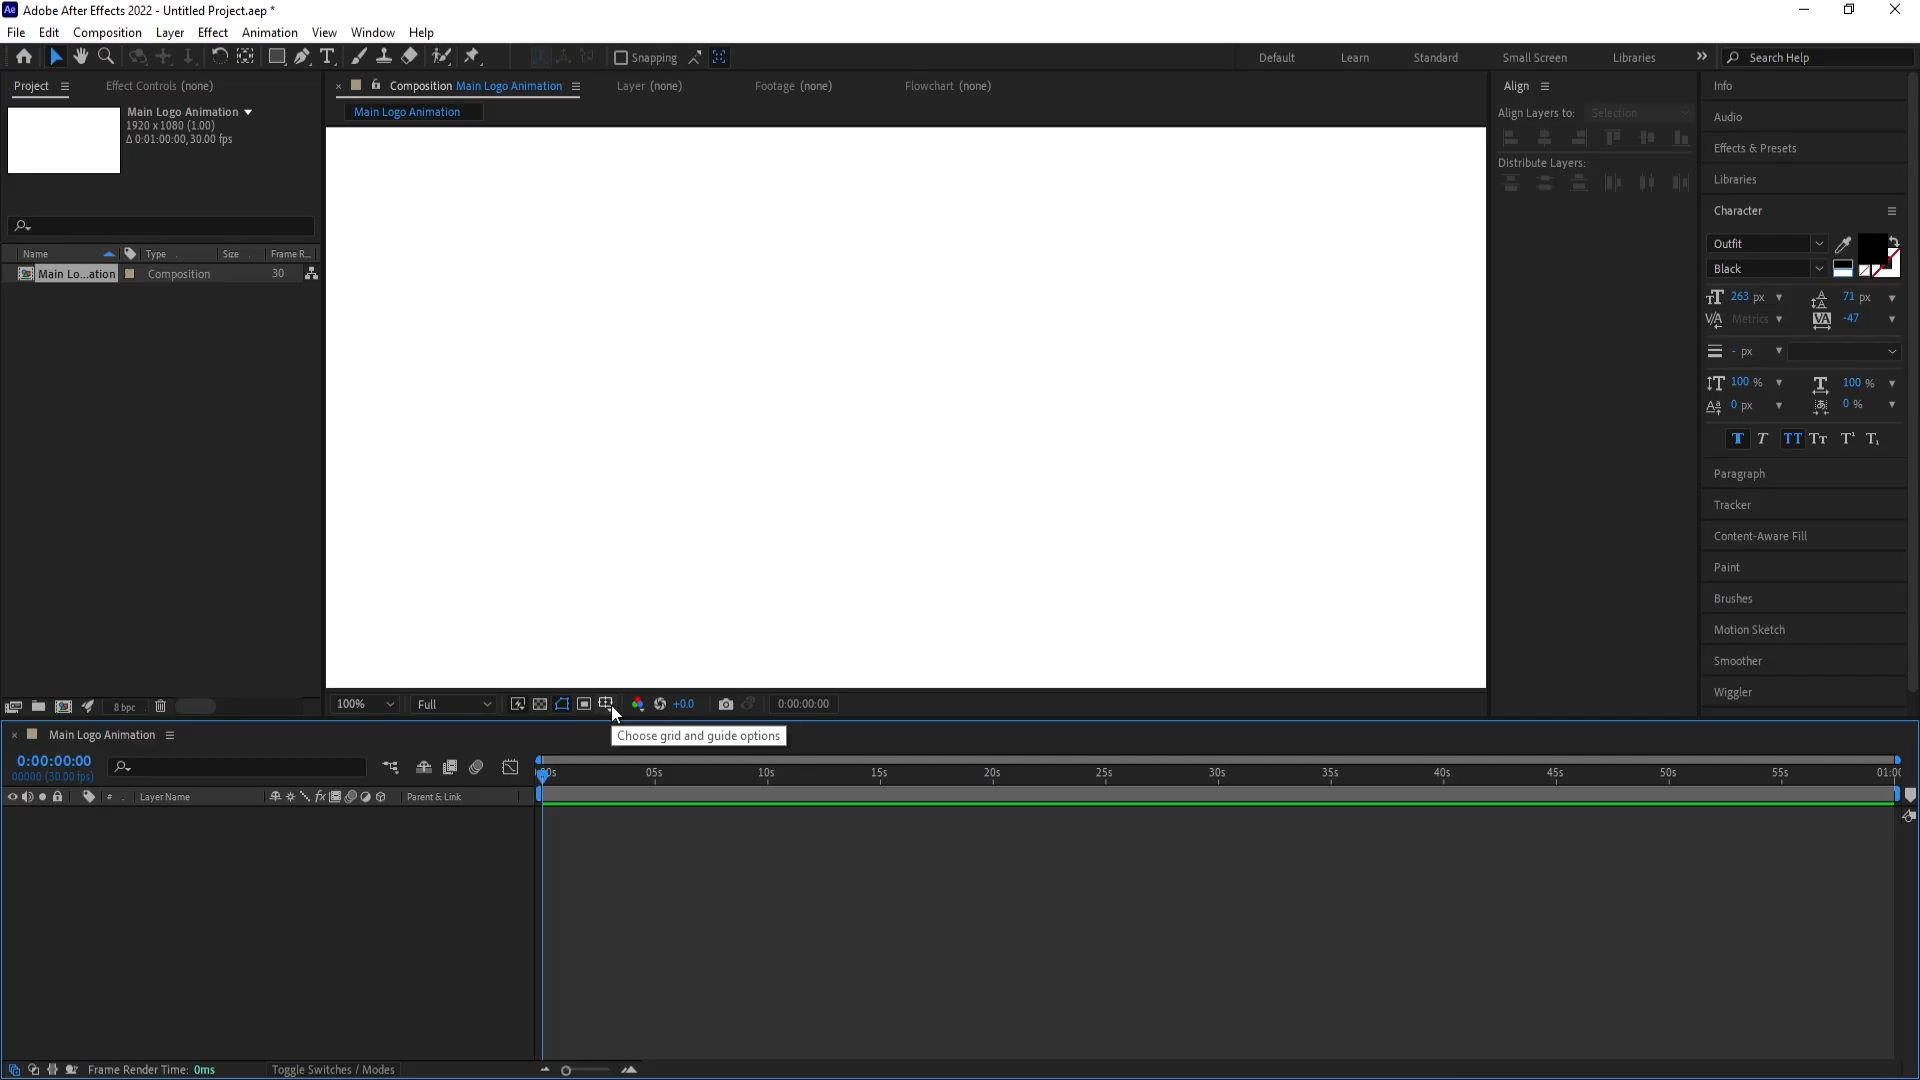 Adobe After Effects 2022 - Untitled Project.aep *
File Edit Composition Layer Effect Animation View Window Help
Snapping
Default Learn Standard Small Screen Libraries
Search Help
Project Effect Controls (none)
Composition Main Logo Animation
Layer (none) Footage (none) Flowchart (none)
Main Logo Animation
Main Logo Animation
1920 x 1080 (1.00)
Δ 0:01:00:00, 30.00 fps
Name Type Size Frame R...
Main Lo...ation Composition 30
8 bpc
Align
Align Layers to: Selection
Distribute Layers:
Info
Audio
Effects & Presets
Libraries
Character
Outfit
Black
263 px 71 px
Metrics -47
- px
100 % 100 %
0 px 0 %
Paragraph
Tracker
Content-Aware Fill
Paint
Brushes
Motion Sketch
Smoother
Wiggler
100% Full +0.0 0:00:00:00
Choose grid and guide options
Main Logo Animation
0:00:00:00
00000 (30.00 fps)
# Layer Name Parent & Link
05s 10s 15s 20s 25s 30s 35s 40s 45s 50s 55s
Frame Render Time: 0ms
Toggle Switches / Modes